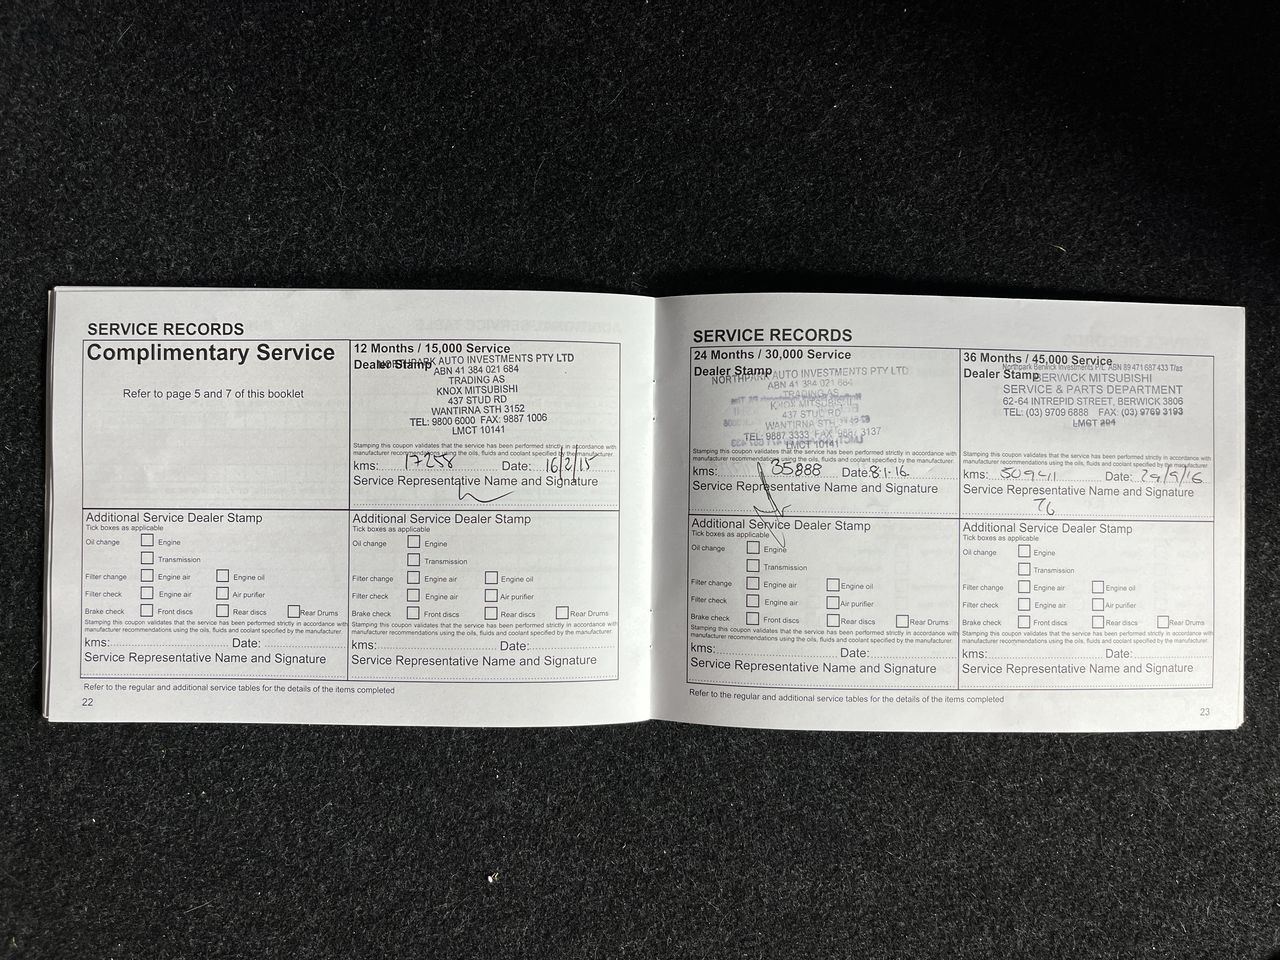 SERVICE RECORDS
Complimentary Service
Refer to page 5 and 7 of this booklet
12 Months / 15,000 Service
Dealer Stamp
NORTHPARK AUTO INVESTMENTS PTY LTD
ABN 41 384 021 684
TRADING AS
KNOX MITSUBISHI
437 STUD RD
WANTIRNA STH 3152
TEL: 9800 6000 FAX: 9887 1006
LMCT 10141
Stamping this coupon validates that the service has been performed strictly in accordance with
manufacturer recommendations using the oils, fluids and coolant specified by the manufacturer.
kms: 17258 Date: 16/2/15
Service Representative Name and Signature
Additional Service Dealer Stamp
Tick boxes as applicable
Oil change Engine
Transmission
Filter change Engine air Engine oil
Filter check Engine air Air purifier
Brake check Front discs Rear discs Rear Drums
Stamping this coupon validates that the service has been performed strictly in accordance with
manufacturer recommendations using the oils, fluids and coolant specified by the manufacturer.
kms: Date:
Service Representative Name and Signature
Additional Service Dealer Stamp
Tick boxes as applicable
Oil change Engine
Transmission
Filter change Engine air Engine oil
Filter check Engine air Air purifier
Brake check Front discs Rear discs Rear Drums
Stamping this coupon validates that the service has been performed strictly in accordance with
manufacturer recommendations using the oils, fluids and coolant specified by the manufacturer.
kms: Date:
Service Representative Name and Signature
Refer to the regular and additional service tables for the details of the items completed
22
SERVICE RECORDS
24 Months / 30,000 Service
Dealer Stamp
NORTHPARK AUTO INVESTMENTS PTY LTD
ABN 41 384 021 684
TRADING AS
KNOX MITSUBISHI
437 STUD RD
WANTIRNA STH
TEL: 9887 3333 FAX 9887 3137
LMCT 10141
Stamping this coupon validates that the service has been performed strictly in accordance with
manufacturer recommendations using the oils, fluids and coolant specified by the manufacturer.
kms: 35888 Date: 8.1.16
Service Representative Name and Signature
36 Months / 45,000 Service
Dealer Stamp
Northpark Berwick Investments P/L ABN 89 471 687 433 T/as
BERWICK MITSUBISHI
SERVICE & PARTS DEPARTMENT
62-64 INTREPID STREET, BERWICK 3806
TEL: (03) 9709 6888 FAX: (03) 9769 3193
LMCT 204
Stamping this coupon validates that the service has been performed strictly in accordance with
manufacturer recommendations using the oils, fluids and coolant specified by the manufacturer
kms: 50941 Date: 29/9/16
Service Representative Name and Signature
Additional Service Dealer Stamp
Tick boxes as applicable
Oil change Engine
Transmission
Filter change Engine air Engine oil
Filter check Engine air Air purifier
Brake check Front discs Rear discs Rear Drums
Stamping this coupon validates that the service has been performed strictly in accordance with
manufacturer recommendations using the oils, fluids and coolant specified by the manufacturer.
kms: Date:
Service Representative Name and Signature
Additional Service Dealer Stamp
Tick boxes as applicable
Oil change Engine
Transmission
Filter change Engine air Engine oil
Filter check Engine air Air purifier
Brake check Front discs Rear discs Rear Drums
Stamping this coupon validates that the service has been performed strictly in accordance with
manufacturer recommendations using the oils, fluids and coolant specified by the manufacturer.
kms: Date:
Service Representative Name and Signature
Refer to the regular and additional service tables for the details of the items completed
23